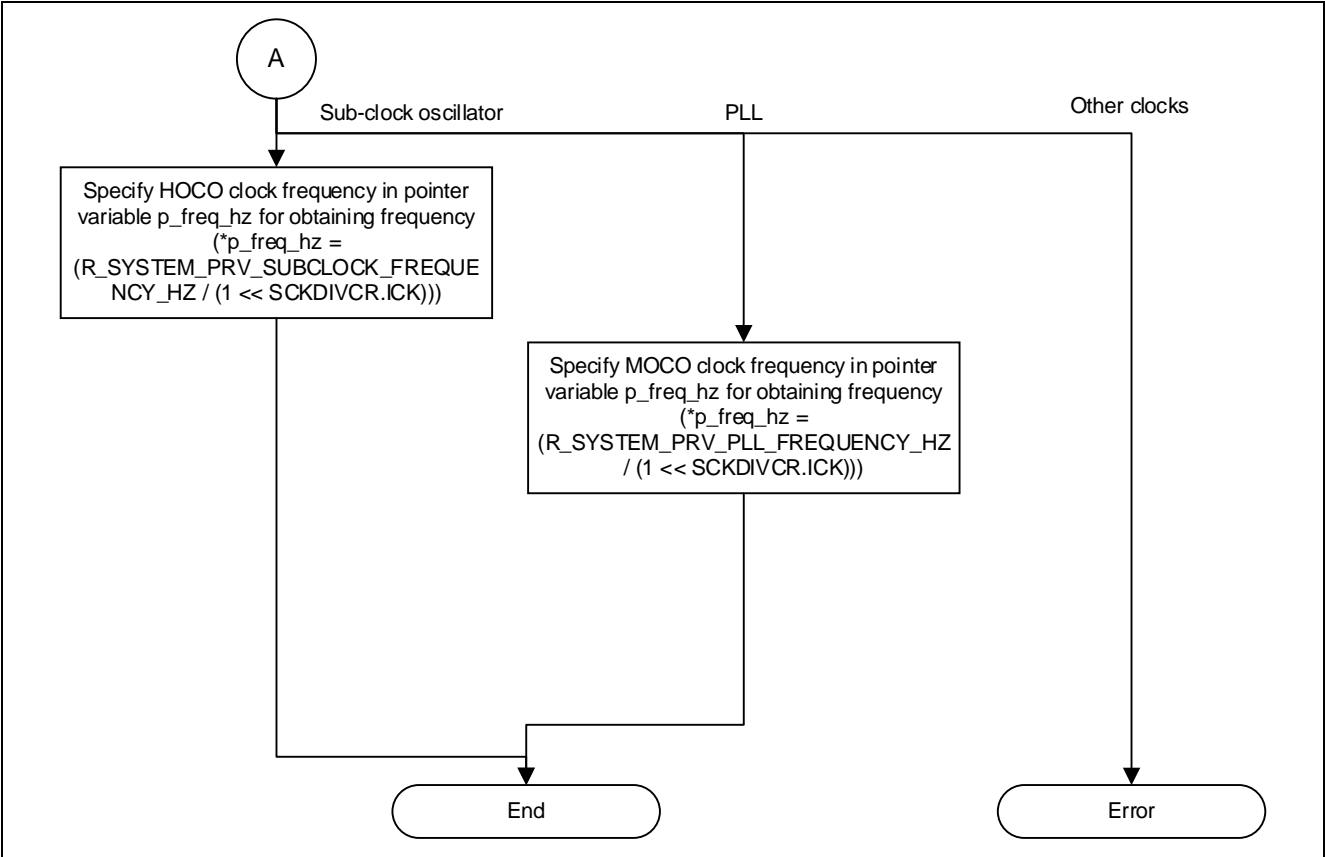 A
Sub-clock oscillator
PLL
Other clocks
Specify HOCO clock frequency in pointer
variable p_freq_hz for obtaining frequency
(*p_freq_hz =
(R_SYSTEM_PRV_SUBCLOCK_FREQUE
NCY_HZ / (1 << SCKDIVCR.ICK)))
Specify MOCO clock frequency in pointer
variable p_freq_hz for obtaining frequency
(*p_freq_hz =
(R_SYSTEM_PRV_PLL_FREQUENCY_HZ
/ (1 << SCKDIVCR.ICK)))
End
Error